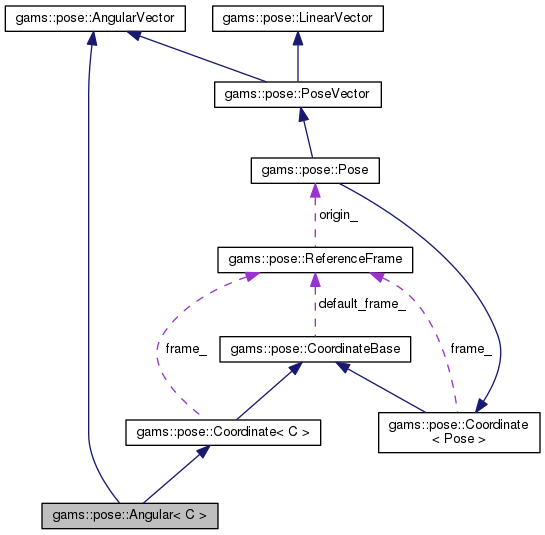 gams::pose::AngularVector
gams::pose::LinearVector
gams::pose::PoseVector
gams::pose::Pose
origin_
gams::pose::ReferenceFrame
default_frame_
frame_
frame_
gams::pose::CoordinateBase
gams::pose::Coordinate< C >
gams::pose::Coordinate
< Pose >
gams::pose::Angular< C >